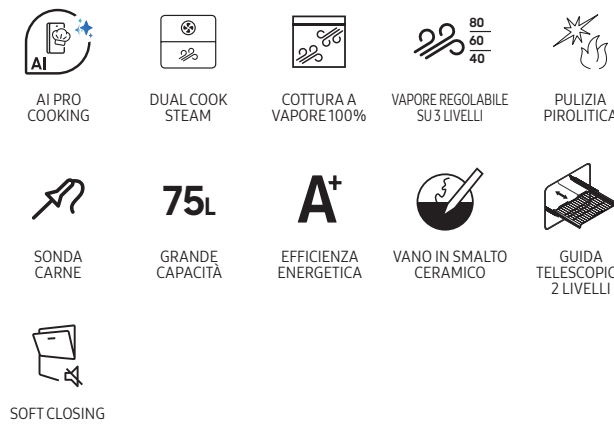 AI
AI PRO
COOKING
DUAL COOK
STEAM
COTTURA A
VAPORE 100%
80
60
40
VAPORE REGOLABILE
SU 3 LIVELLI
PULIZIA
PIROLITICA
SONDA
CARNE
75L
GRANDE
CAPACITÀ
A+
EFFICIENZA
ENERGETICA
VANO IN SMALTO
CERAMICO
GUIDA
TELESCOPIC
2 LIVELLI
SOFT CLOSING